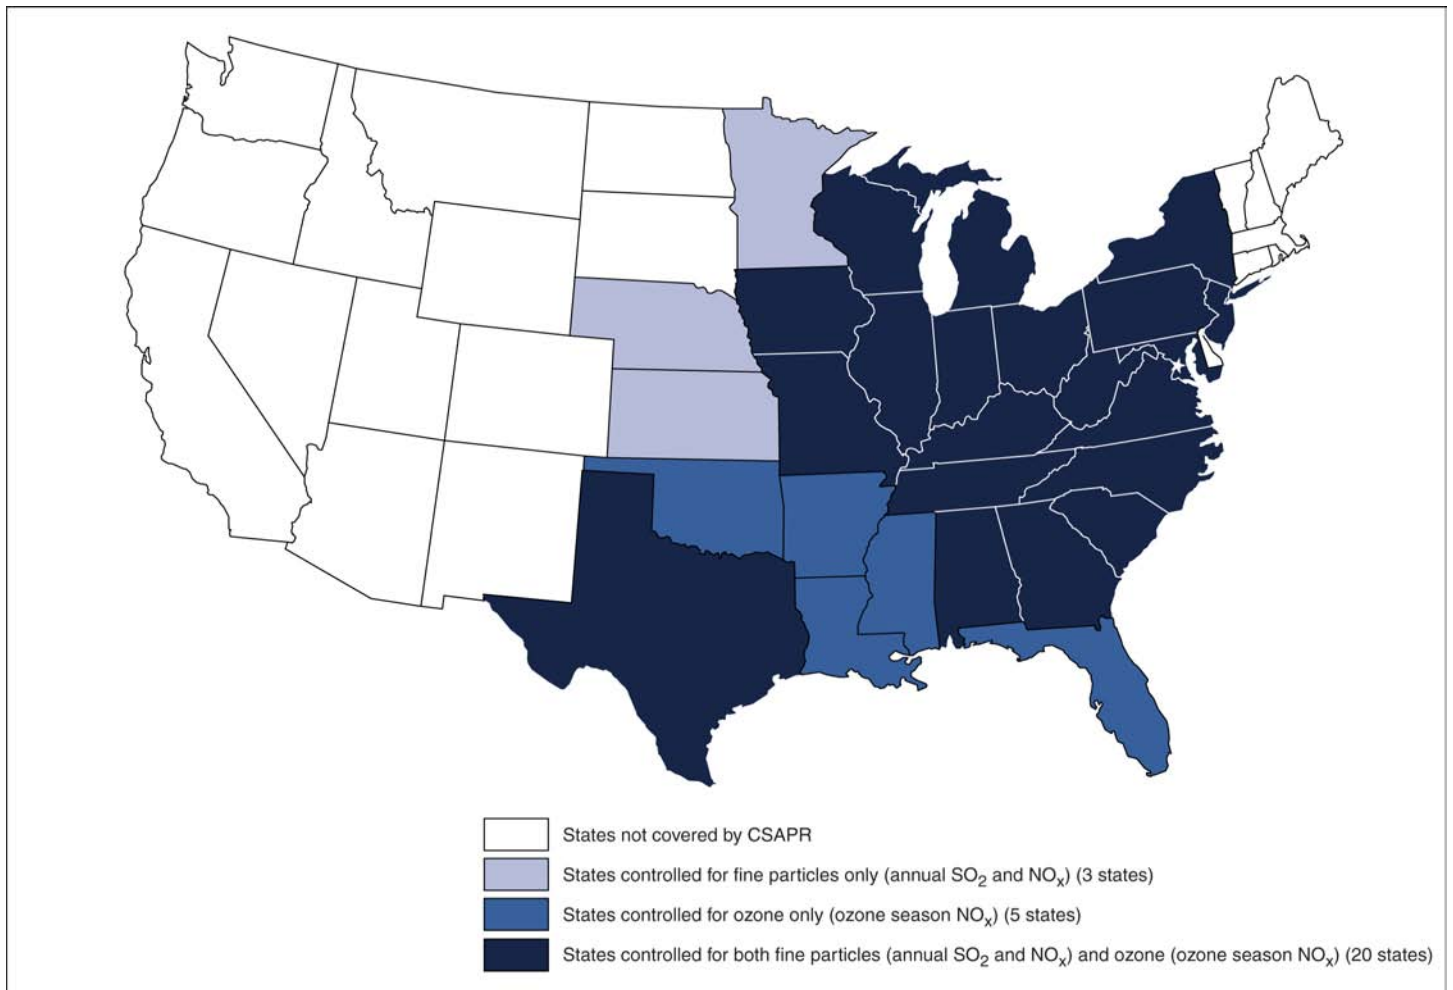 States not covered by CSAPR
States controlled for fine particles only (annual SO₂ and NOₓ) (3 states)
States controlled for ozone only (ozone season NOₓ) (5 states)
States controlled for both fine particles (annual SO₂ and NOₓ) and ozone (ozone season NOₓ) (20 states)